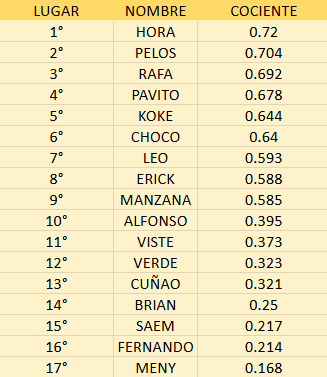 LUGAR NOMBRE COCIENTE
1° HORA 0.72
2° PELOS 0.704
3° RAFA 0.692
4° PAVITO 0.678
5° KOKE 0.644
6° CHOCO 0.64
7° LEO 0.593
8° ERICK 0.588
9° MANZANA 0.585
10° ALFONSO 0.395
11° VISTE 0.373
12° VERDE 0.323
13° CUÑAO 0.321
14° BRIAN 0.25
15° SAEM 0.217
16° FERNANDO 0.214
17° MENY 0.168